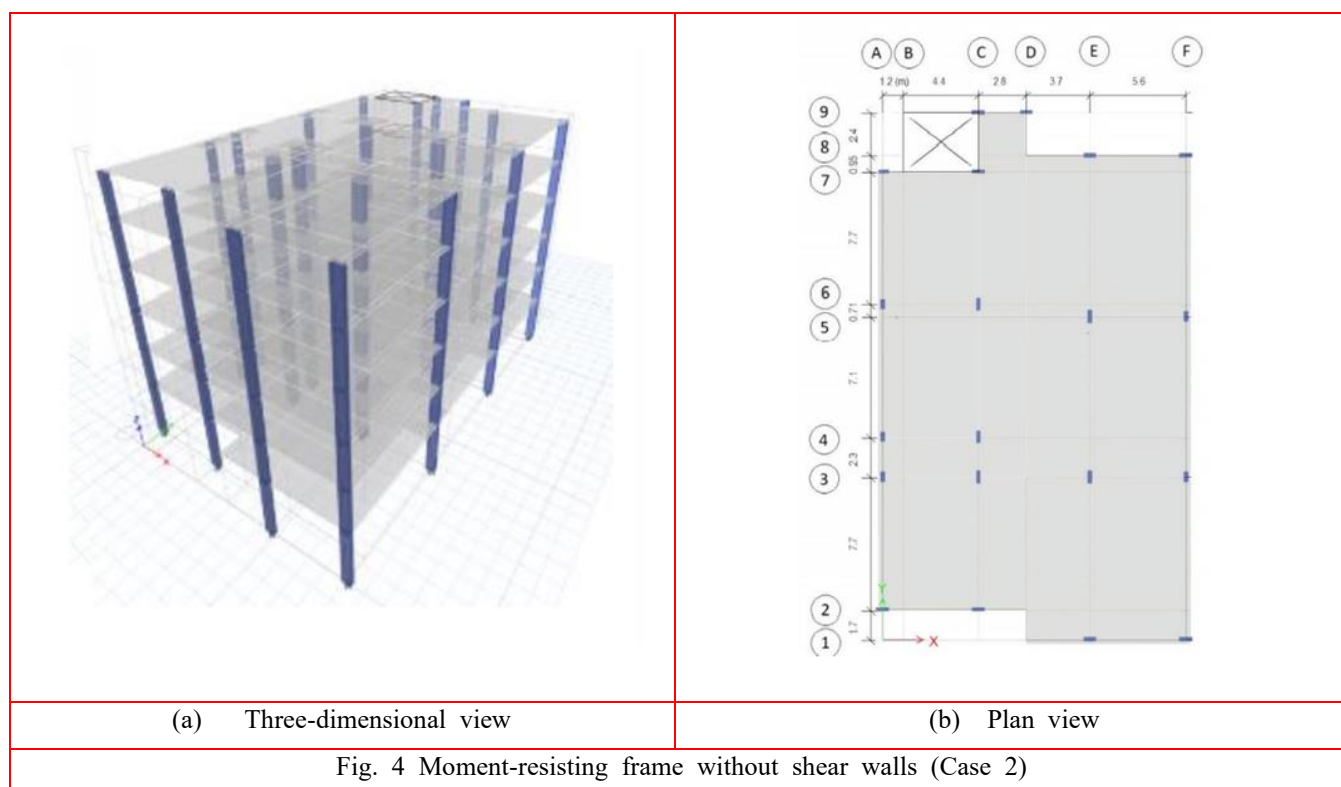 A B C D E F
1.2 (m) 4.4 2.8 3.7 5.6
9
2.4
8
0.95
7
7.7
6
0.71
5
7.1
4
2.3
3
7.7
2
1.7
1
Y
X
X
(a) Three-dimensional view
(b) Plan view
Fig. 4 Moment-resisting frame without shear walls (Case 2)